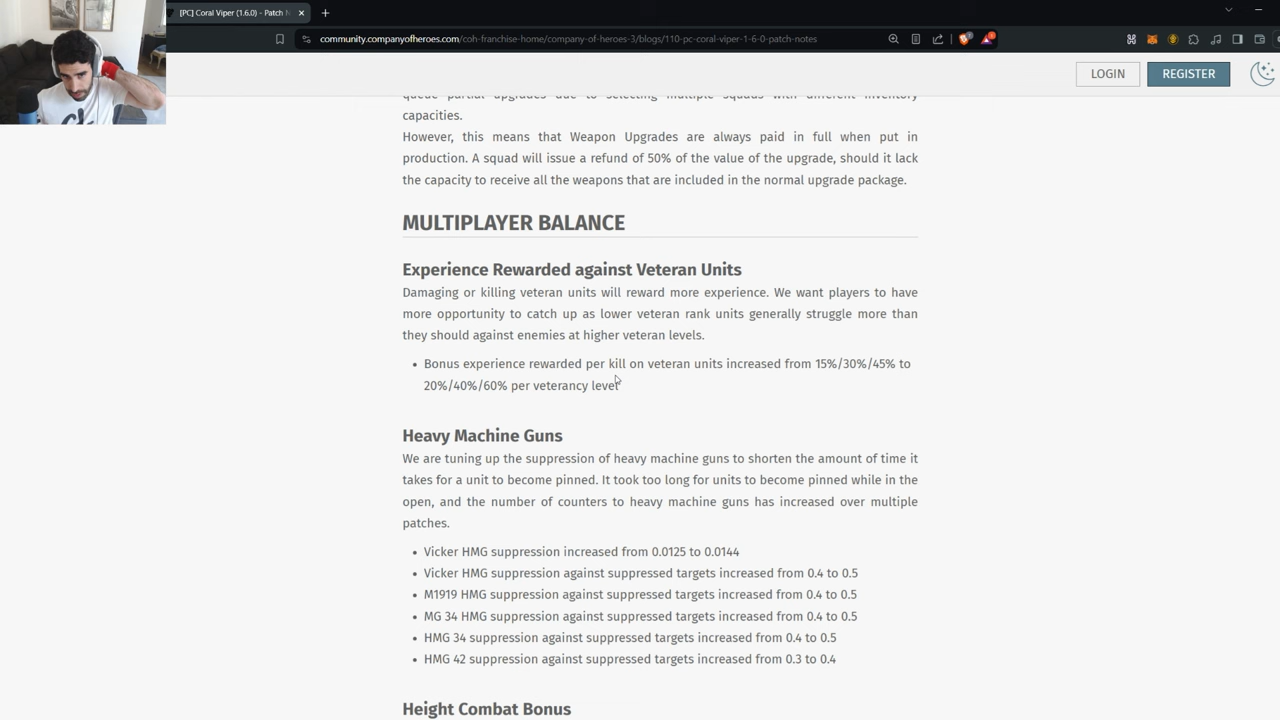 [PC] Coral Viper (1.6.0) - Patch N
community.companyofheroes.com/coh-franchise-home/company-of-heroes-3/blogs/110-pc-coral-viper-1-6-0-patch-notes
LOGIN
REGISTER
queue partial upgrades due to selecting multiple squads with different inventory
capacities.
However, this means that Weapon Upgrades are always paid in full when put in
production. A squad will issue a refund of 50% of the value of the upgrade, should it lack
the capacity to receive all the weapons that are included in the normal upgrade package.
MULTIPLAYER BALANCE
Experience Rewarded against Veteran Units
Damaging or killing veteran units will reward more experience. We want players to have
more opportunity to catch up as lower veteran rank units generally struggle more than
they should against enemies at higher veteran levels.
• Bonus experience rewarded per kill on veteran units increased from 15%/30%/45% to
20%/40%/60% per veterancy level
Heavy Machine Guns
We are tuning up the suppression of heavy machine guns to shorten the amount of time it
takes for a unit to become pinned. It took too long for units to become pinned while in the
open, and the number of counters to heavy machine guns has increased over multiple
patches.
• Vicker HMG suppression increased from 0.0125 to 0.0144
• Vicker HMG suppression against suppressed targets increased from 0.4 to 0.5
• M1919 HMG suppression against suppressed targets increased from 0.4 to 0.5
• MG 34 HMG suppression against suppressed targets increased from 0.4 to 0.5
• HMG 34 suppression against suppressed targets increased from 0.4 to 0.5
• HMG 42 suppression against suppressed targets increased from 0.3 to 0.4
Height Combat Bonus